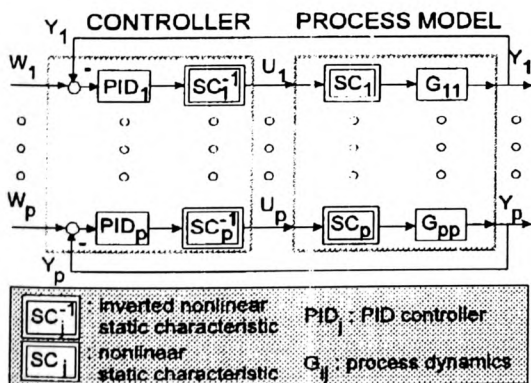 CONTROLLER PROCESS MODEL
Y1 Y1
W1 - PID1 SC1^-1 U1 SC1 G11
Wp - PIDp SCp^-1 Up SCp Gpp Yp
Yp
SCj^-1 : inverted nonlinear static characteristic
PIDj : PID controller
SCj : nonlinear static characteristic
Gij : process dynamics